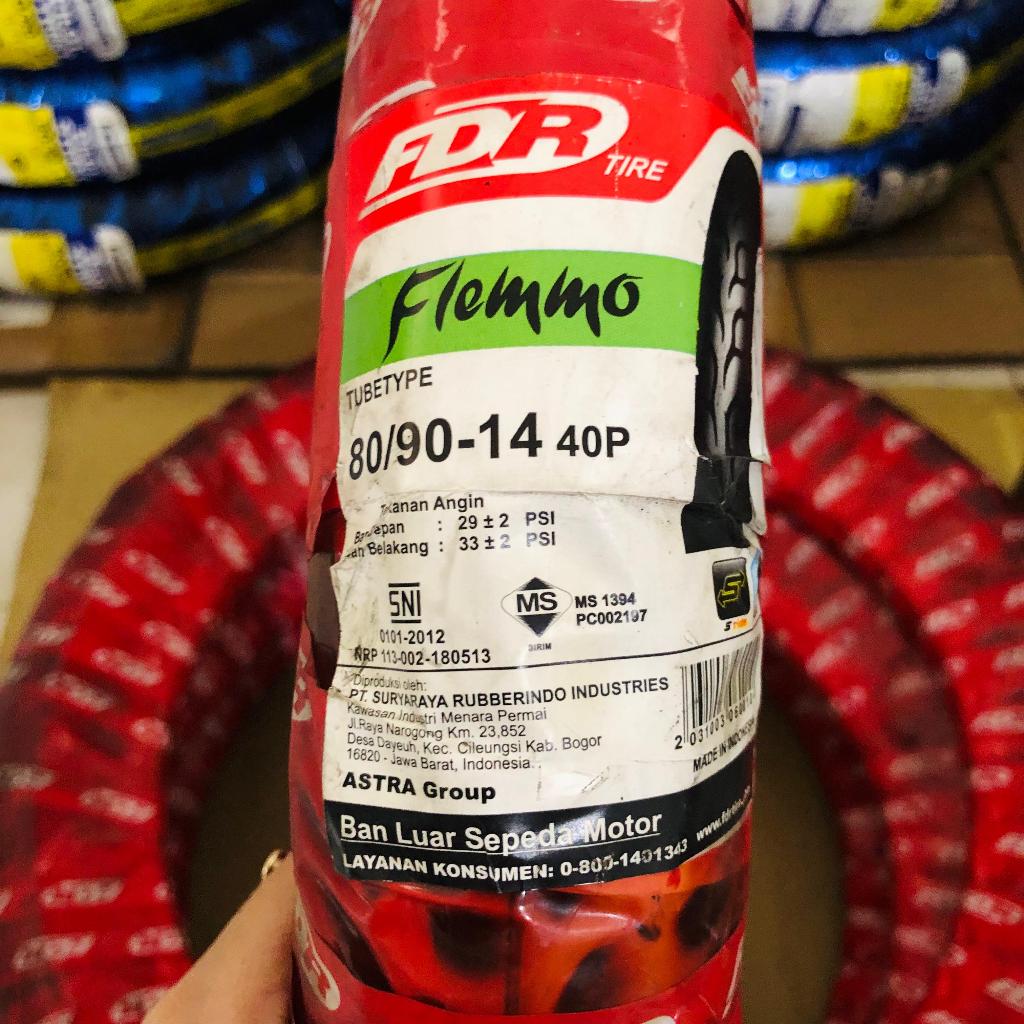 FDR TIRE
Flemmo
TUBETYPE
80/90-14 40P
Tekanan Angin
Ban Depan : 29 ± 2 PSI
Belakang : 33 ± 2 PSI
SNI
0101-2012
NRP 113-002-180513
MS
SIRIM
MS 1394
PC002197
S
Diproduksi oleh:
PT. SURYARAYA RUBBERINDO INDUSTRIES
Kawasan Industri Menara Permai
Jl.Raya Narogong Km. 23,852
Desa Dayeuh, Kec. Cileungsi Kab. Bogor
16820 - Jawa Barat, Indonesia.
ASTRA Group
MADE IN
Ban Luar Sepeda Motor
LAYANAN KONSUMEN: 0-800-1401343